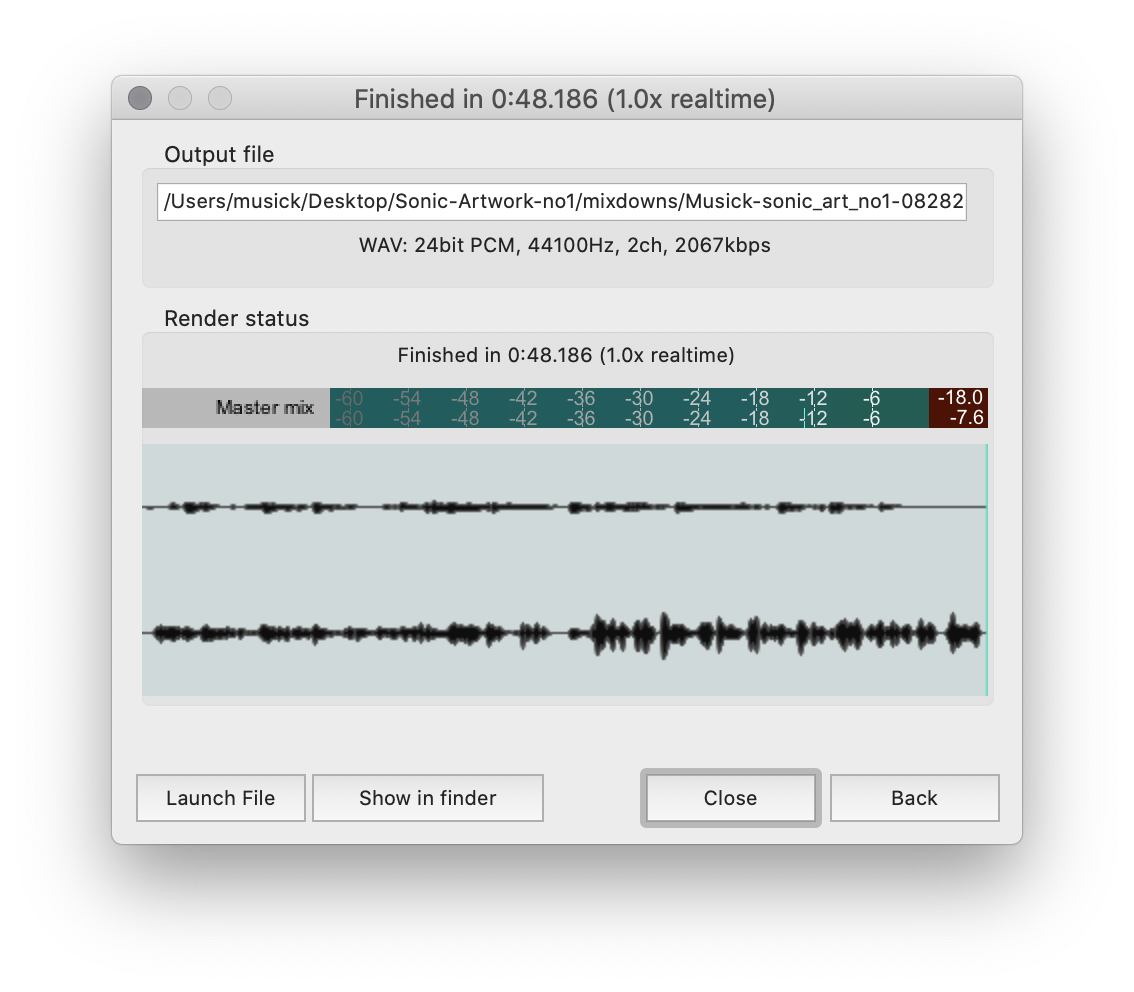 Finished in 0:48.186 (1.0x realtime)
Output file
/Users/musick/Desktop/Sonic-Artwork-no1/mixdowns/Musick-sonic_art_no1-08282
WAV: 24bit PCM, 44100Hz, 2ch, 2067kbps
Render status
Finished in 0:48.186 (1.0x realtime)
Master mix
-60 -54 -48 -42 -36 -30 -24 -18 -12 -6 -18.0
-60 -54 -48 -42 -36 -30 -24 -18 -12 -6 -7.6
Launch File Show in finder Close Back